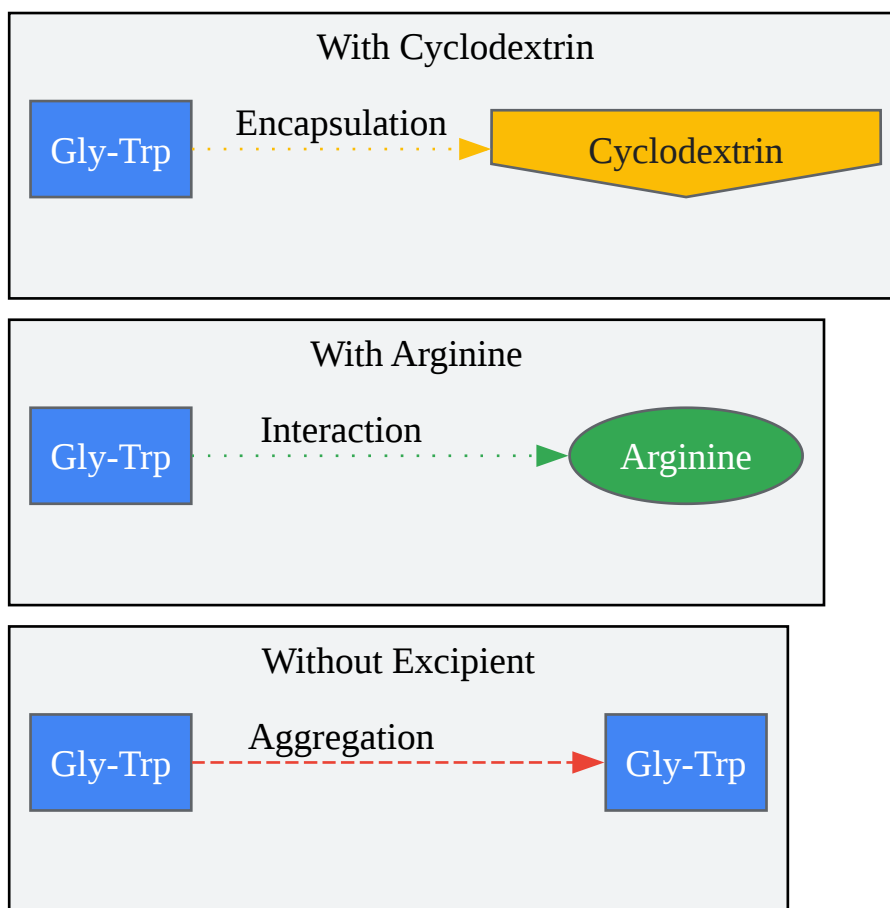 With Cyclodextrin
Gly-Trp
Encapsulation
Cyclodextrin
With Arginine
Gly-Trp
Interaction
Arginine
Without Excipient
Gly-Trp
Aggregation
Gly-Trp